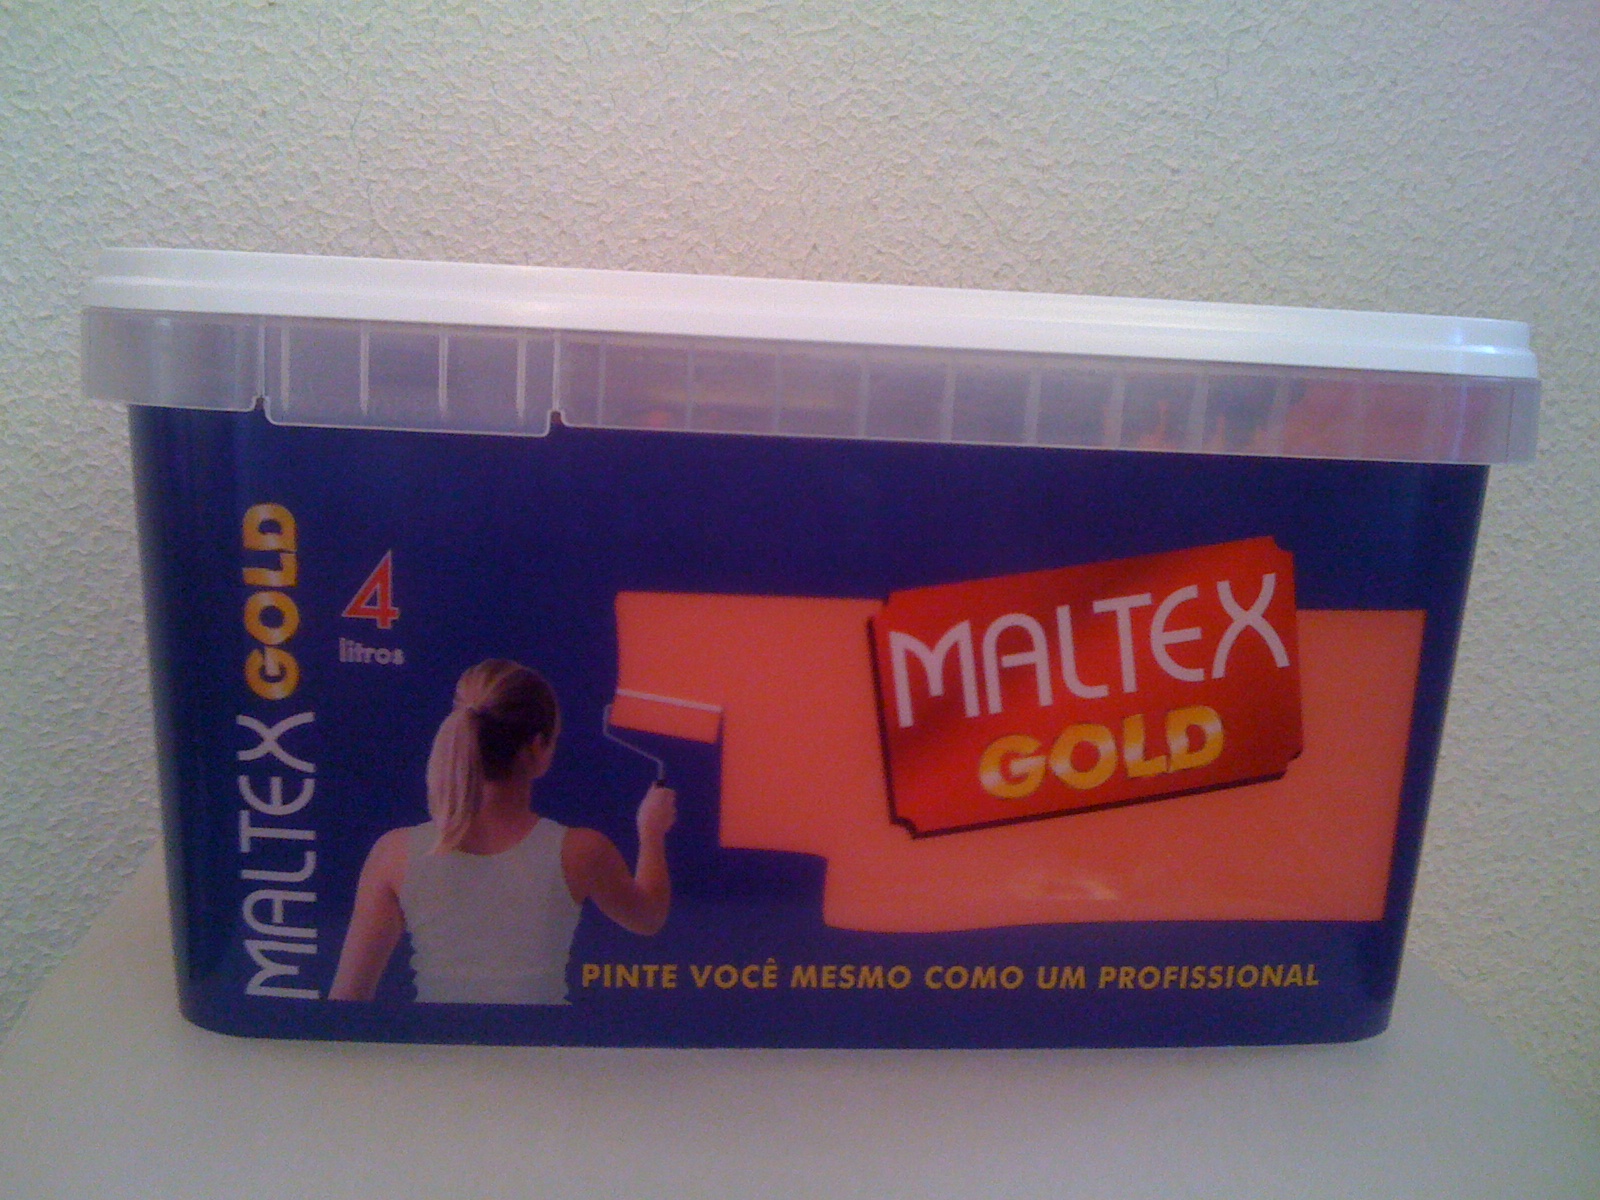 MALTEX GOLD
4
litros
MALTEX
GOLD
PINTE VOCÊ MESMO COMO UM PROFISSIONAL